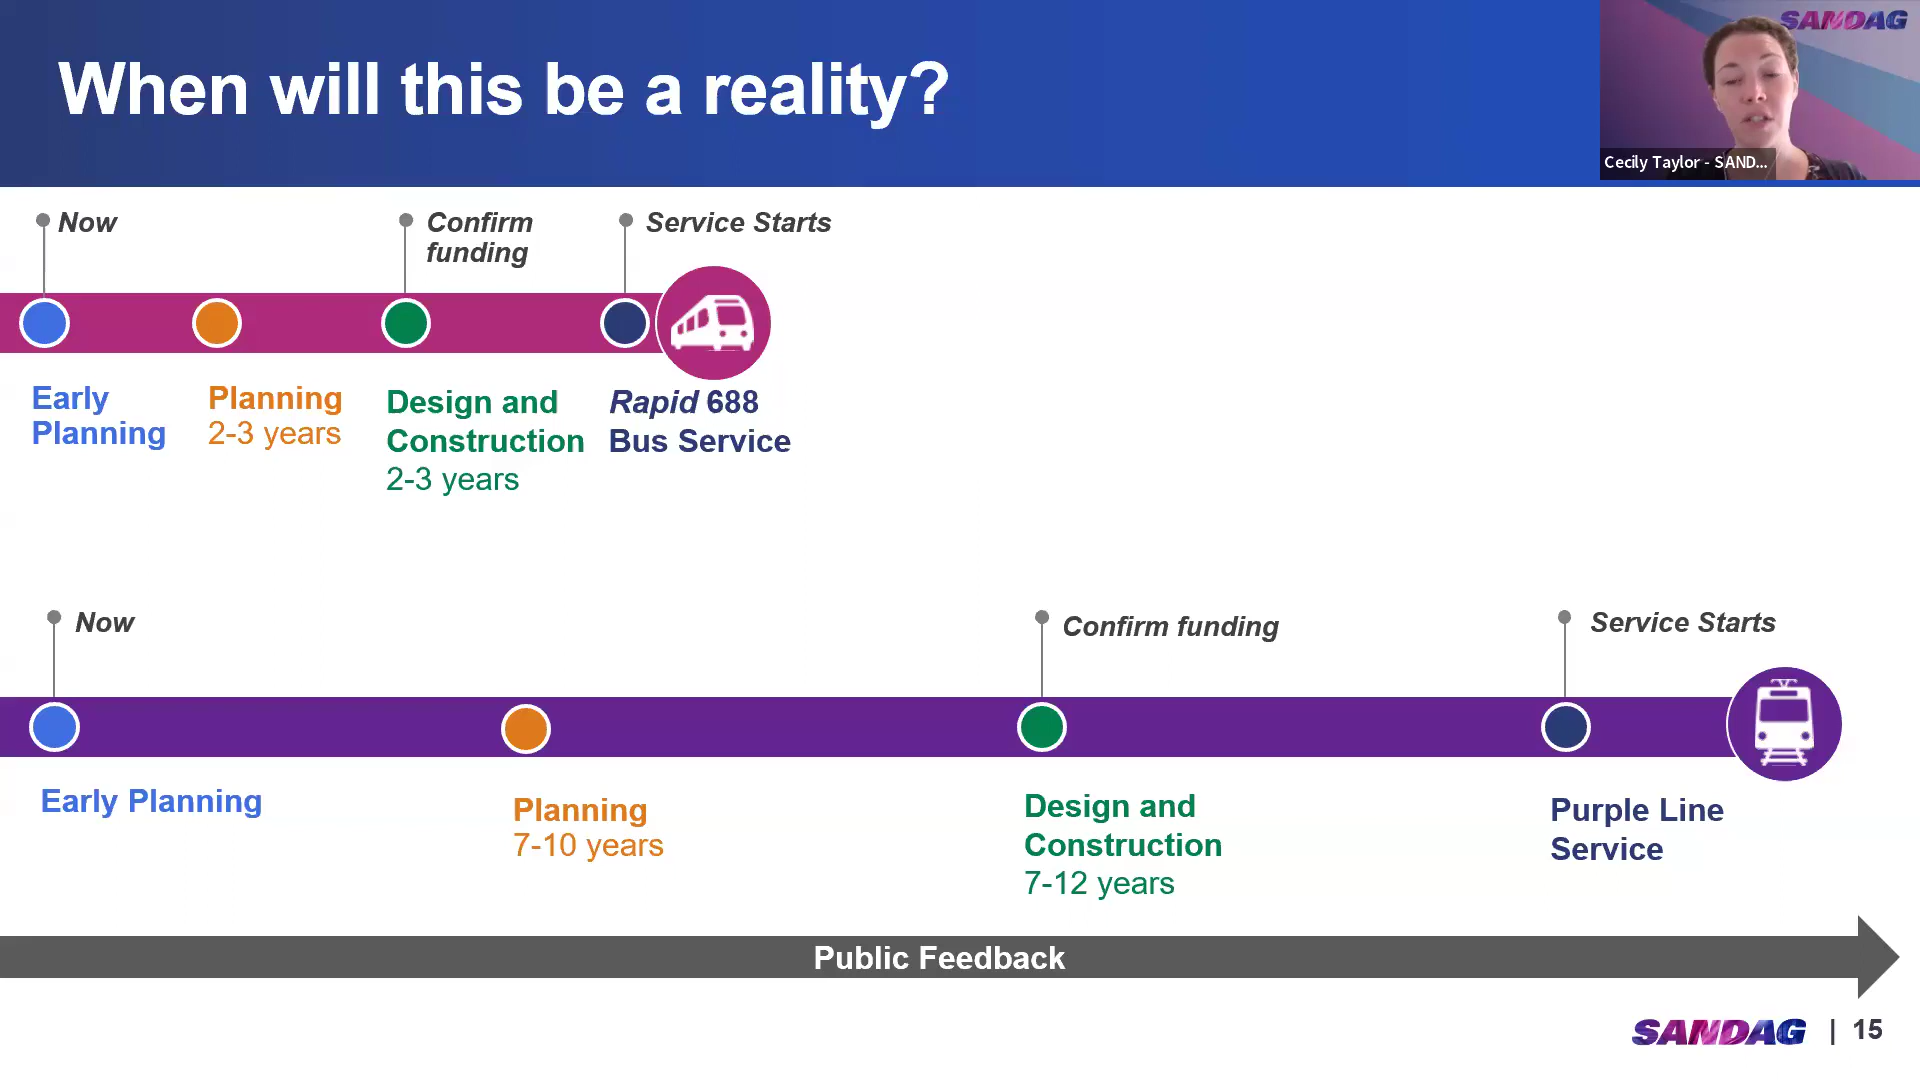 When will this be a reality?
SANDAG
Cecily Taylor - SAND...
Now
Confirm
funding
Service Starts
Early
Planning
Planning
2-3 years
Design and
Construction
2-3 years
Rapid 688
Bus Service
Now
Confirm funding
Service Starts
Early Planning
Planning
7-10 years
Design and
Construction
7-12 years
Purple Line
Service
Public Feedback
SANDAG | 15